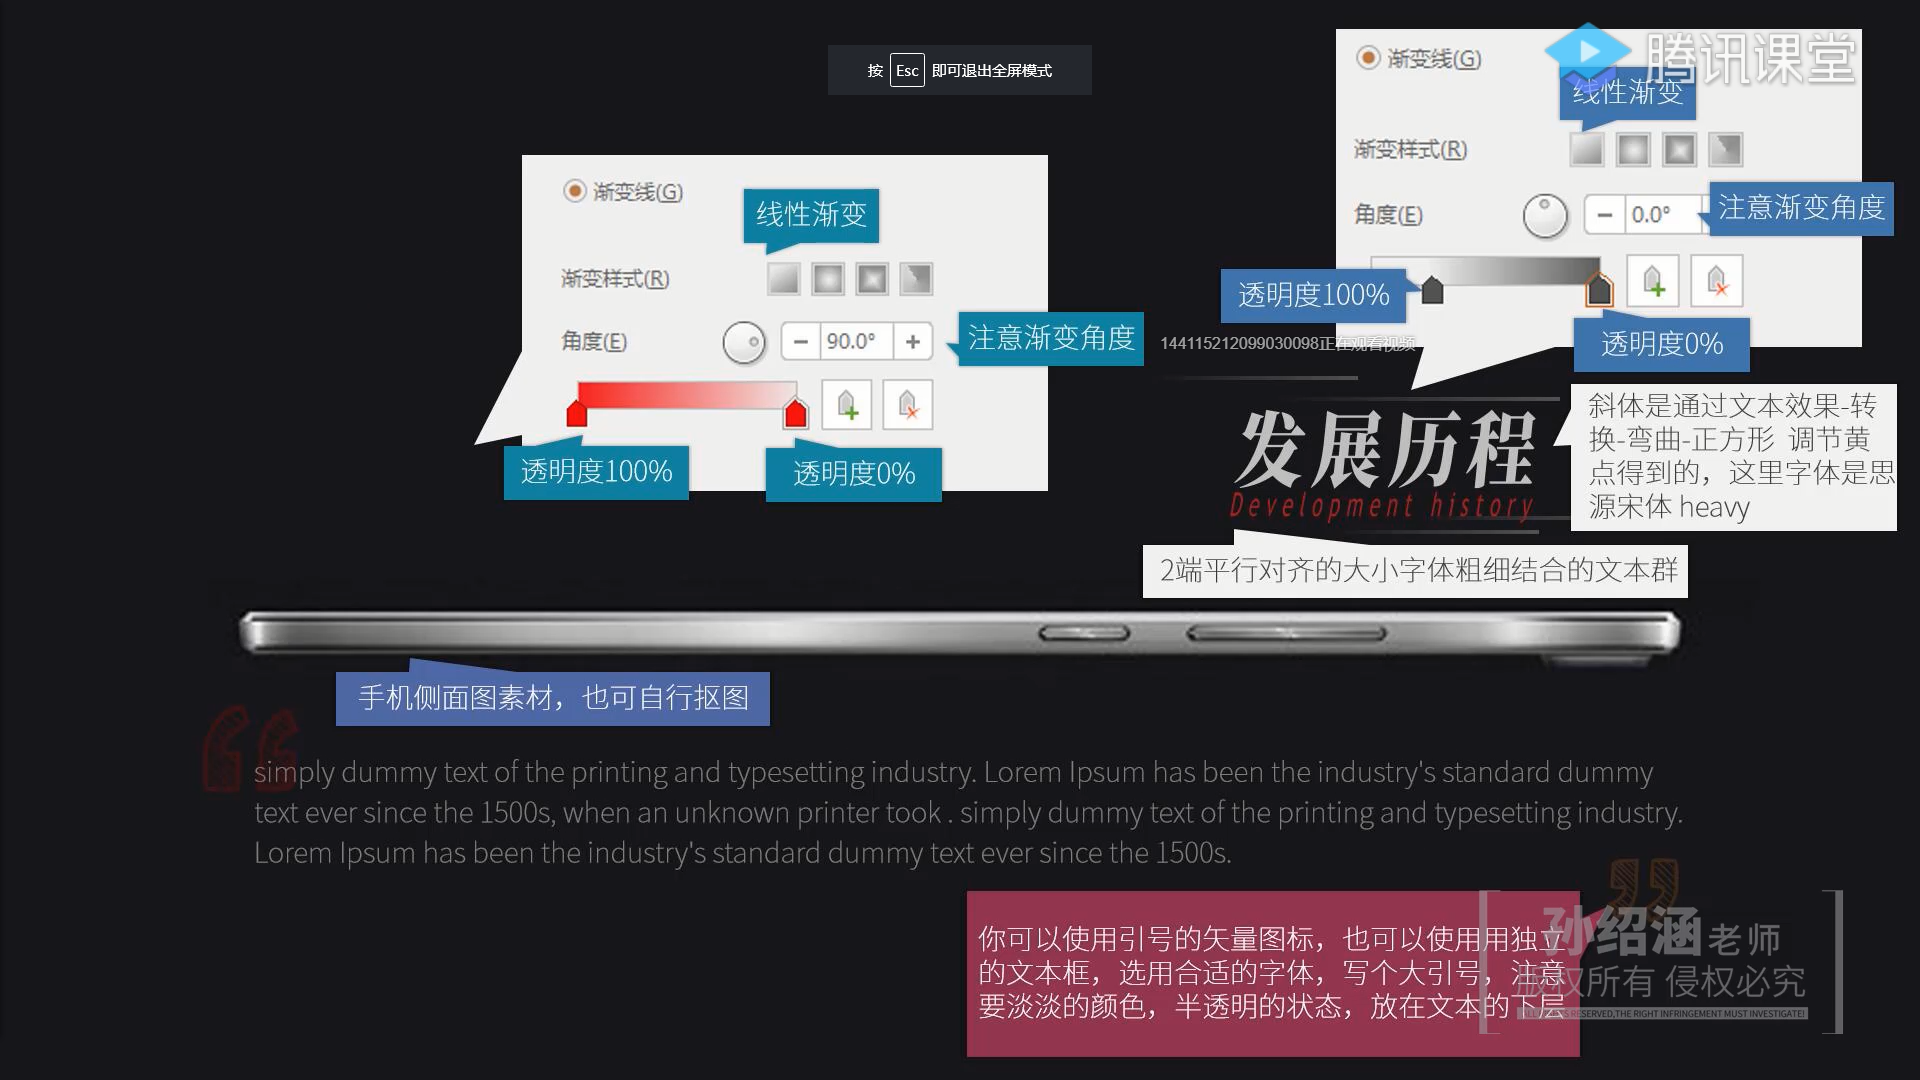 按 Esc 即可退出全屏模式
腾讯课堂
渐变线(G)
线性渐变
渐变样式(R)
角度(E)
0.0°
注意渐变角度
透明度100%
透明度0%
渐变线(G)
线性渐变
渐变样式(R)
角度(E)
90.0°
注意渐变角度
透明度100%
透明度0%
144115212099030098正在观看视频
发展历程
Development history
斜体是通过文本效果-转
换-弯曲-正方形 调节黄
点得到的，这里字体是思
源宋体 heavy
2端平行对齐的大小字体粗细结合的文本群
手机侧面图素材，也可自行抠图
simply dummy text of the printing and typesetting industry. Lorem Ipsum has been the industry's standard dummy
text ever since the 1500s, when an unknown printer took . simply dummy text of the printing and typesetting industry.
Lorem Ipsum has been the industry's standard dummy text ever since the 1500s.
你可以使用引号的矢量图标，也可以使用用独立
的文本框，选用合适的字体，写个大引号，注意
要淡淡的颜色，半透明的状态，放在文本的下层
孙绍涵老师
版权所有 侵权必究
RESERVED,THE RIGHT INFRINGEMENT MUST INVESTIGATE!